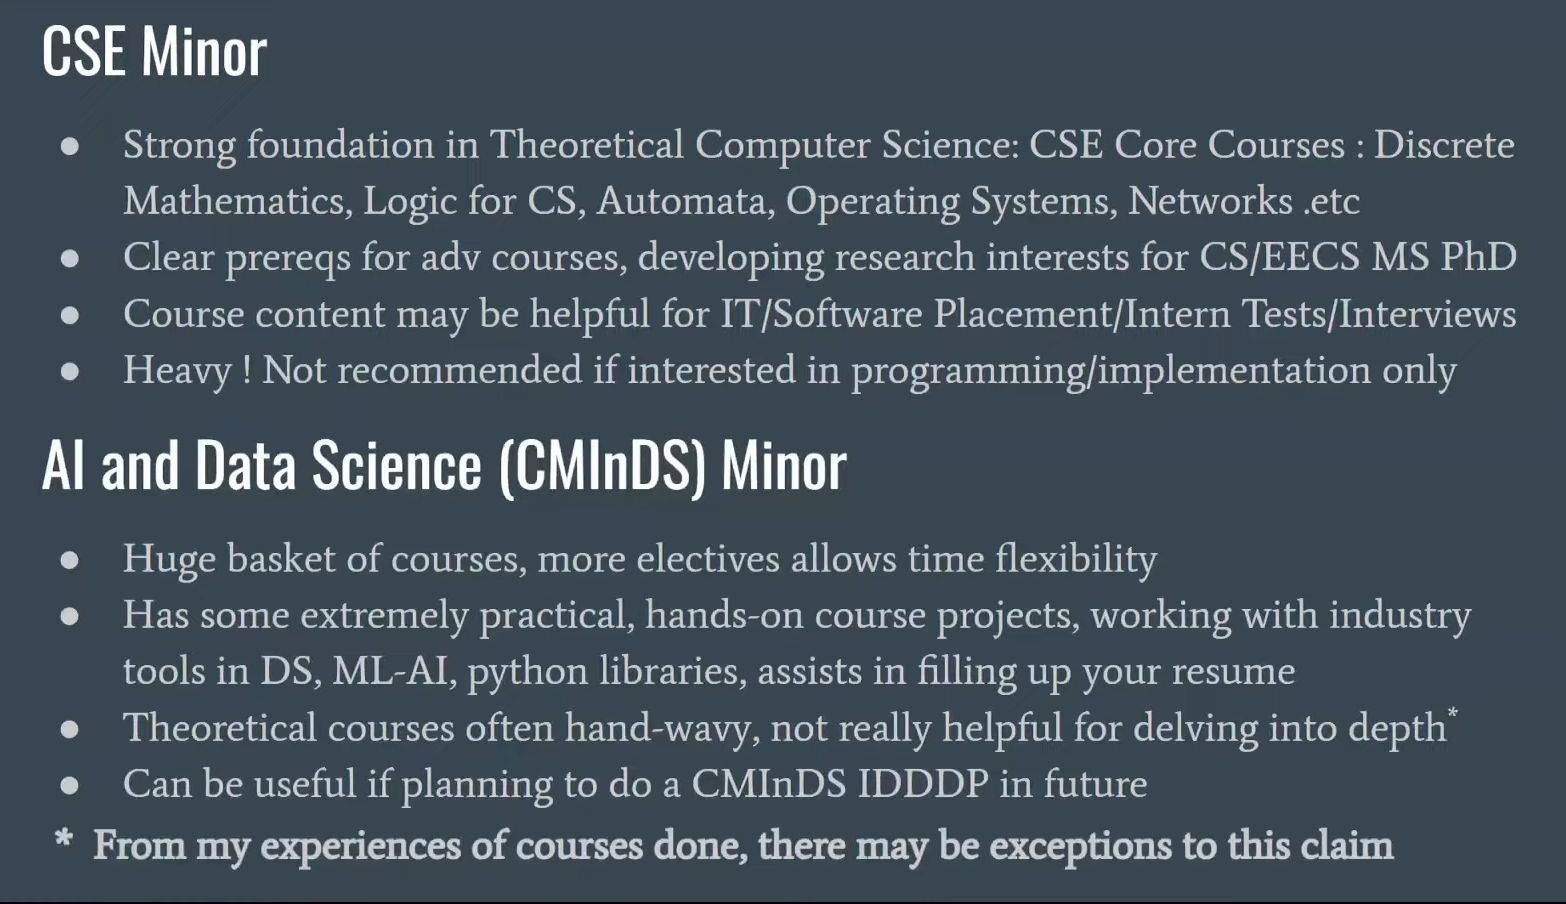 CSE Minor
● Strong foundation in Theoretical Computer Science: CSE Core Courses : Discrete
Mathematics, Logic for CS, Automata, Operating Systems, Networks .etc
● Clear prereqs for adv courses, developing research interests for CS/EECS MS PhD
● Course content may be helpful for IT/Software Placement/Intern Tests/Interviews
● Heavy ! Not recommended if interested in programming/implementation only
AI and Data Science (CMInDS) Minor
● Huge basket of courses, more electives allows time flexibility
● Has some extremely practical, hands-on course projects, working with industry
tools in DS, ML-AI, python libraries, assists in filling up your resume
● Theoretical courses often hand-wavy, not really helpful for delving into depth*
● Can be useful if planning to do a CMInDS IDDDP in future
* From my experiences of courses done, there may be exceptions to this claim